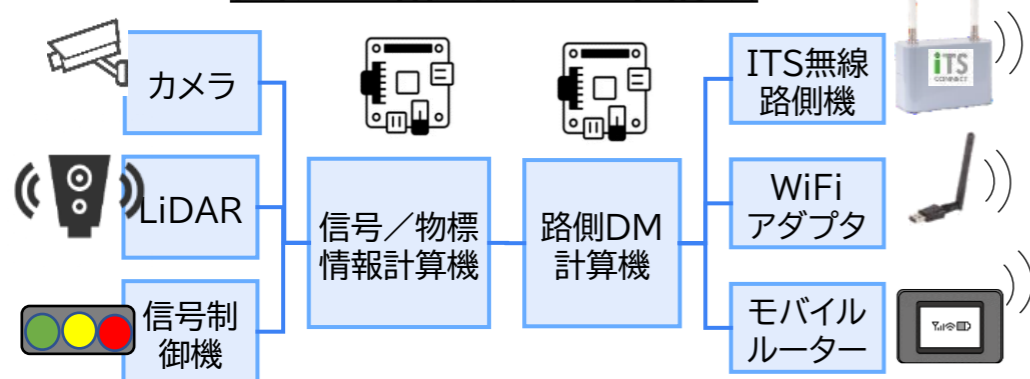 カメラ
LiDAR
信号制
御機
信号／物標
情報計算機
路側DM
計算機
ITS無線
路側機
iTS
CONNECT
WiFi
アダプタ
モバイル
ルーター